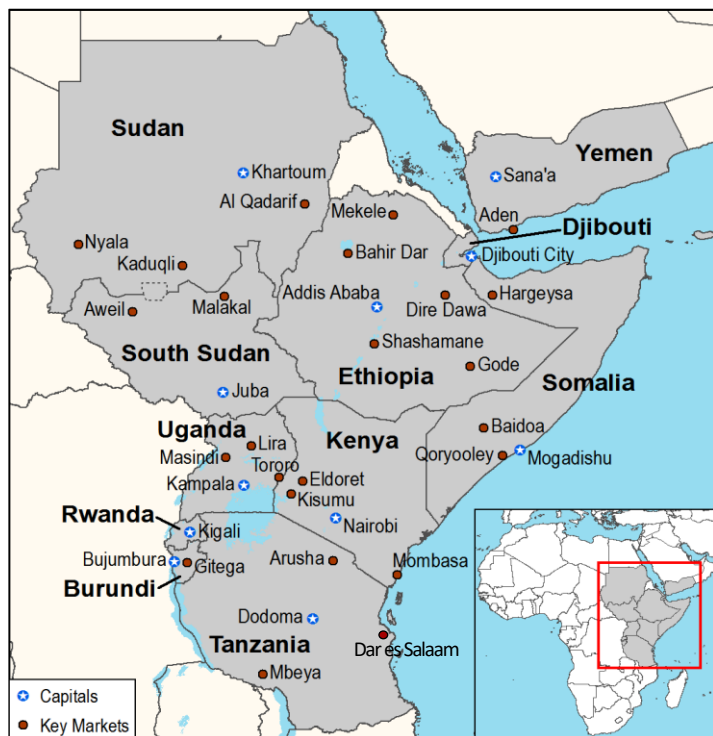 Sudan
Khartoum
Yemen
Sana'a
Al Qadarif
Mekele
Aden
Djibouti
Nyala
Bahir Dar
Djibouti City
Kaduqli
Addis Ababa
Hargeysa
Aweil
Malakal
Dire Dawa
South Sudan
Shashamane
Gode
Ethiopia
Somalia
Juba
Uganda
Lira
Kenya
Baidoa
Masindi
Tororo
Qoryooley
Mogadishu
Kampala
Eldoret
Kisumu
Rwanda
Kigali
Nairobi
Bujumbura
Gitega
Arusha
Mombasa
Burundi
Dodoma
Tanzania
Dar es Salaam
Mbeya
Capitals
Key Markets